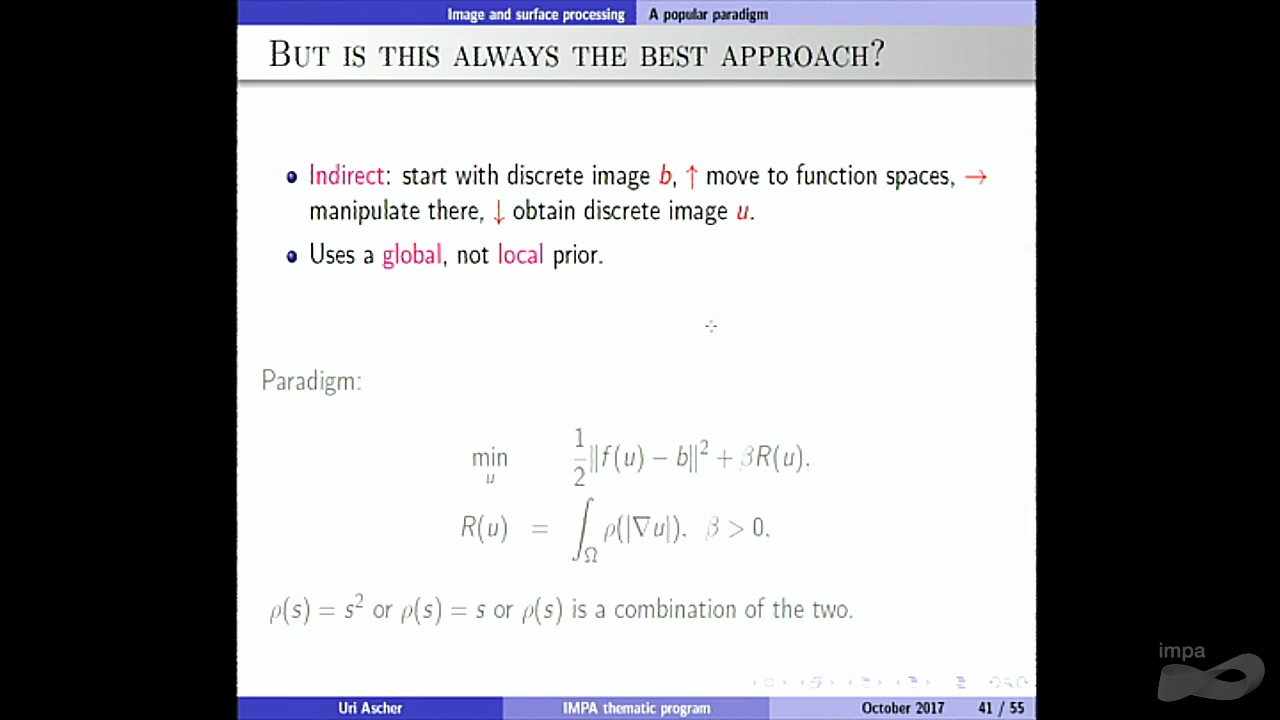 Image and surface processing A popular paradigm
BUT IS THIS ALWAYS THE BEST APPROACH?
Indirect: start with discrete image b, ↑ move to function spaces, →
manipulate there, ↓ obtain discrete image u.
Uses a global, not local prior.
Paradigm:
min_u 1/2 ||f(u) − b||² + βR(u),
R(u) = ∫_Ω ρ(|∇u|), β > 0.
ρ(s) = s² or ρ(s) = s or ρ(s) is a combination of the two.
impa
Uri Ascher IMPA thematic program October 2017 41 / 55